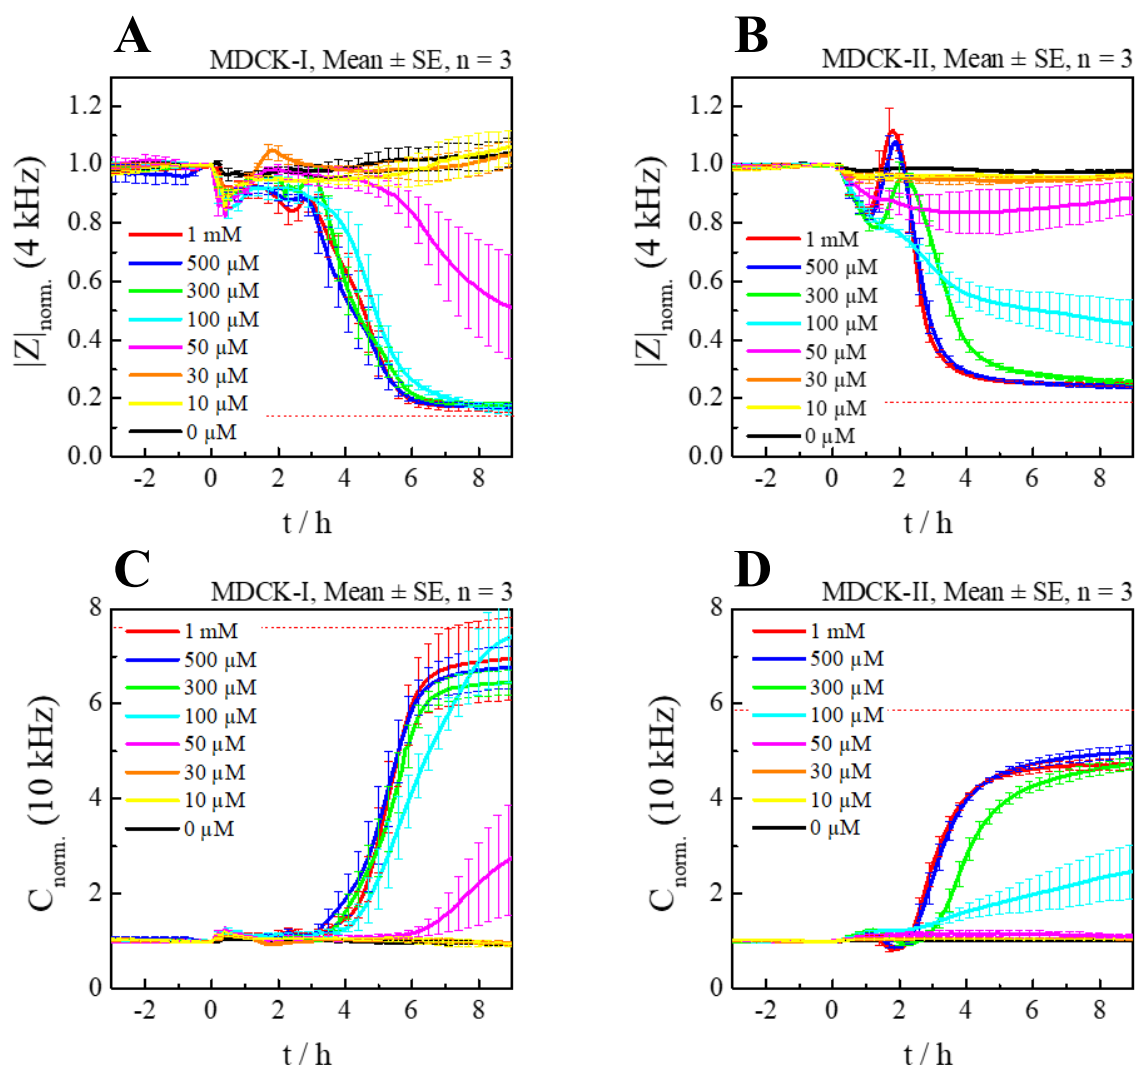 A
MDCK-I, Mean ± SE, n = 3
|Z|norm. (4 kHz)
1.2
1.0
0.8
0.6
0.4
0.2
0.0
1 mM
500 µM
300 µM
100 µM
50 µM
30 µM
10 µM
0 µM
-2 0 2 4 6 8
t / h
B
MDCK-II, Mean ± SE, n = 3
|Z|norm. (4 kHz)
1.2
1.0
0.8
0.6
0.4
0.2
0.0
1 mM
500 µM
300 µM
100 µM
50 µM
30 µM
10 µM
0 µM
-2 0 2 4 6 8
t / h
C
MDCK-I, Mean ± SE, n = 3
Cnorm. (10 kHz)
8
6
4
2
0
1 mM
500 µM
300 µM
100 µM
50 µM
30 µM
10 µM
0 µM
-2 0 2 4 6 8
t / h
D
MDCK-II, Mean ± SE, n = 3
Cnorm. (10 kHz)
8
6
4
2
0
1 mM
500 µM
300 µM
100 µM
50 µM
30 µM
10 µM
0 µM
-2 0 2 4 6 8
t / h